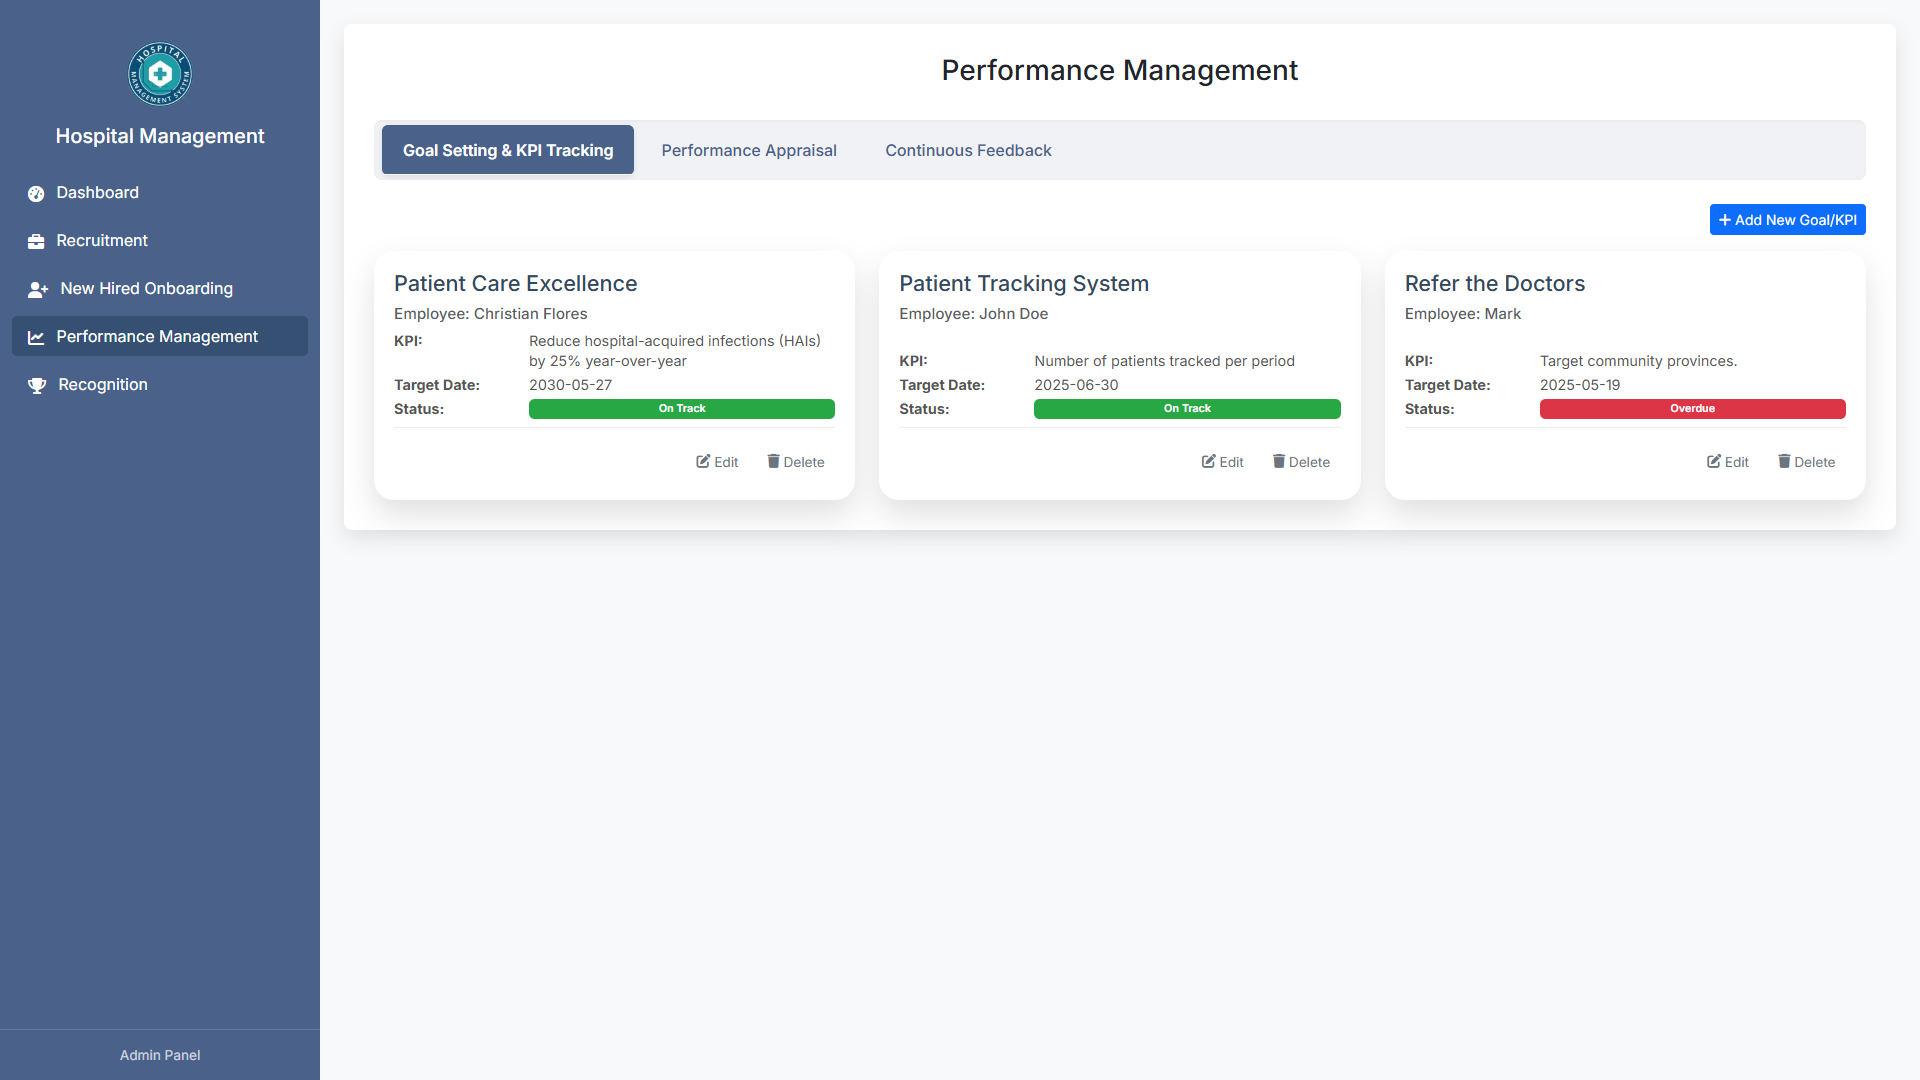 HOSPITAL
MANAGEMENT SYSTEM
Hospital Management
Dashboard
Recruitment
New Hired Onboarding
Performance Management
Recognition
Admin Panel
Performance Management
Goal Setting & KPI Tracking
Performance Appraisal
Continuous Feedback
+ Add New Goal/KPI
Patient Care Excellence
Employee: Christian Flores
KPI: Reduce hospital-acquired infections (HAIs)
by 25% year-over-year
Target Date: 2030-05-27
Status: On Track
Edit Delete
Patient Tracking System
Employee: John Doe
KPI: Number of patients tracked per period
Target Date: 2025-06-30
Status: On Track
Edit Delete
Refer the Doctors
Employee: Mark
KPI: Target community provinces.
Target Date: 2025-05-19
Status: Overdue
Edit Delete